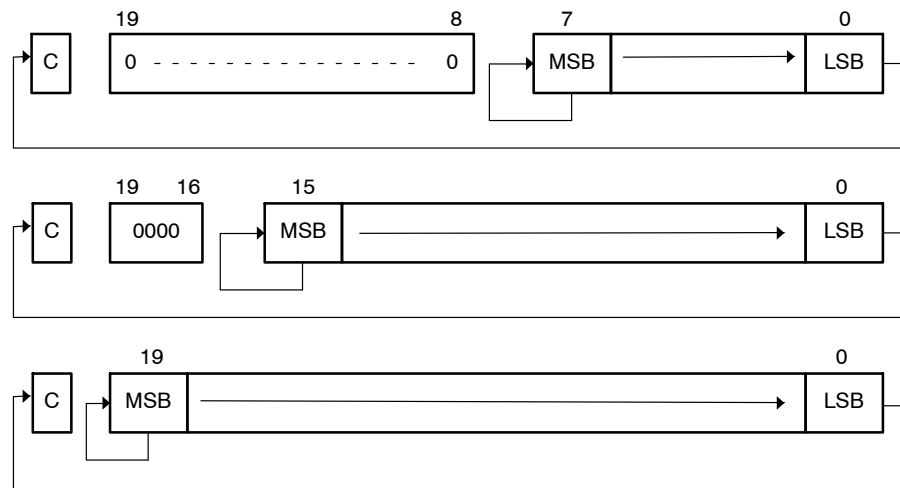 19 8 7 0
C 0 - - - - - - - - - - - - - - - 0 MSB LSB
19 16 15 0
C 0000 MSB LSB
19 0
C MSB LSB